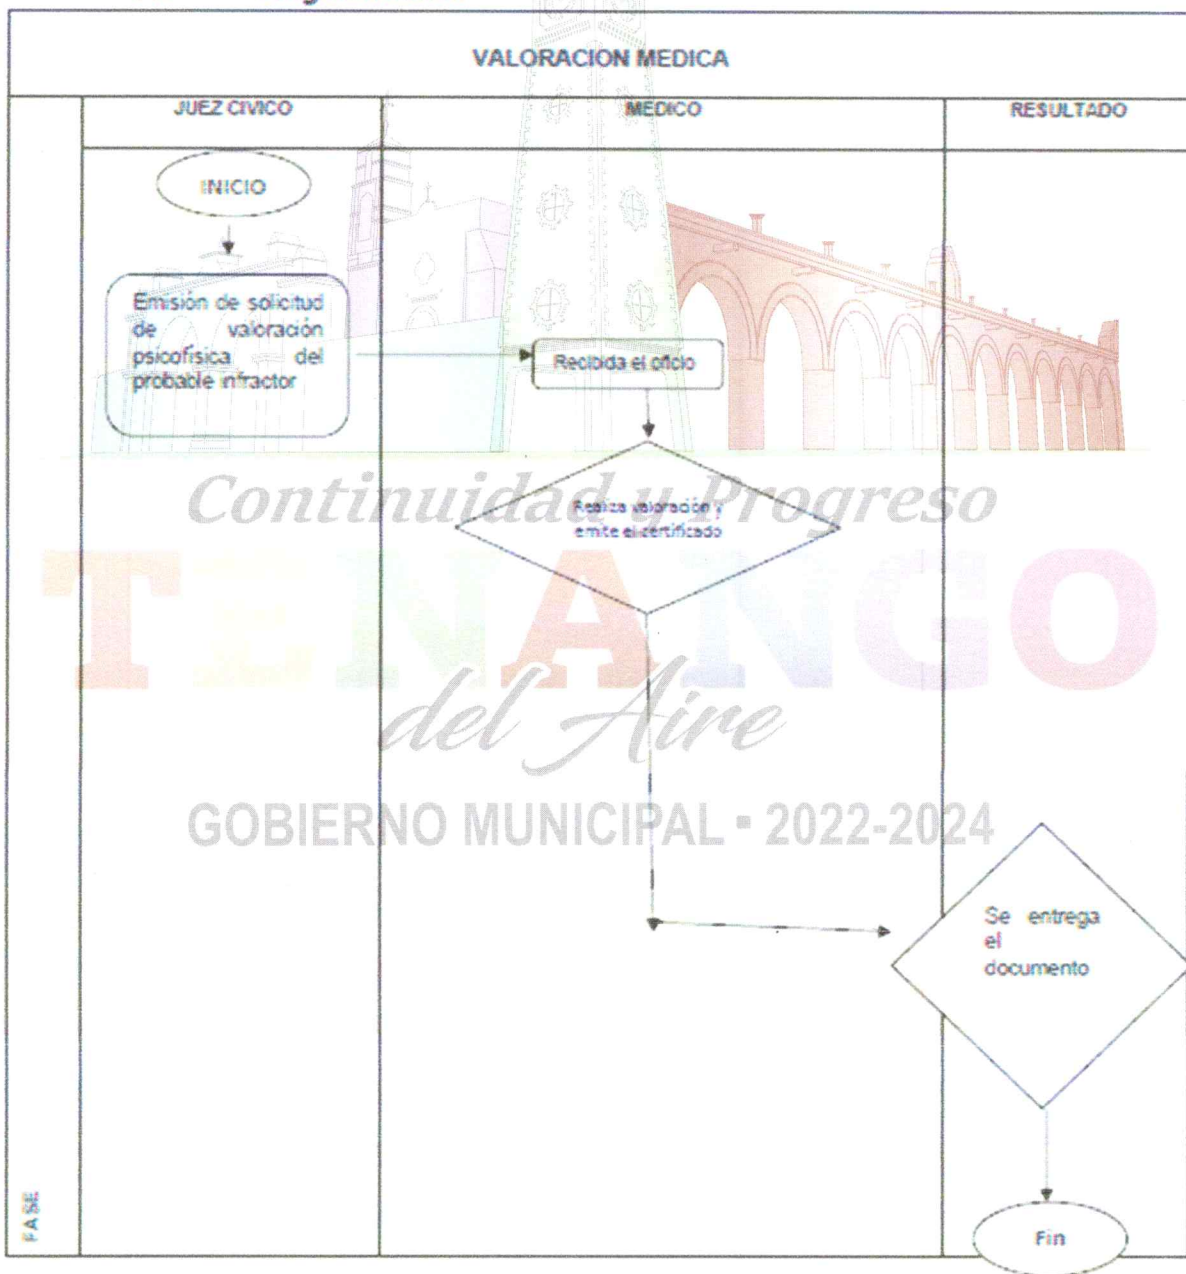 VALORACION MEDICA
JUEZ CIVICO
MEDICO
RESULTADO
INICIO
Emisión de solicitud
de valoración
psicofísica del
probable infractor
Recibida el oficio
Realiza valoración y
emite el certificado
Continuidad y Progreso
TENANGO
del Aire
GOBIERNO MUNICIPAL ▪ 2022-2024
Se entrega
el
documento
Fin
FASE